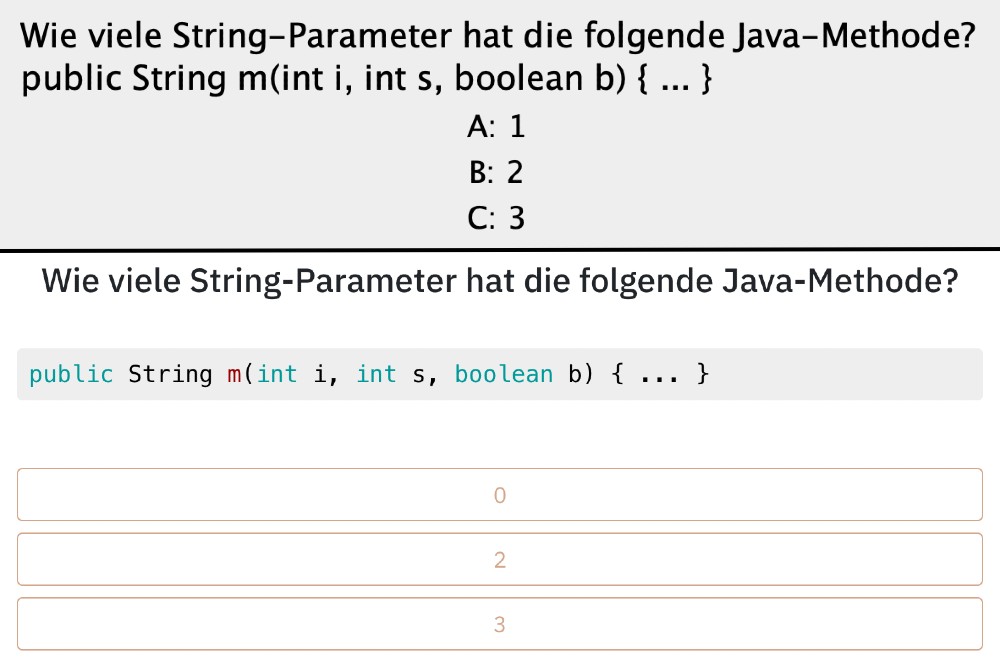 Wie viele String-Parameter hat die folgende Java-Methode?
public String m(int i, int s, boolean b) { ... }
A: 1
B: 2
C: 3
Wie viele String-Parameter hat die folgende Java-Methode?
public String m(int i, int s, boolean b) { ... }
0
2
3